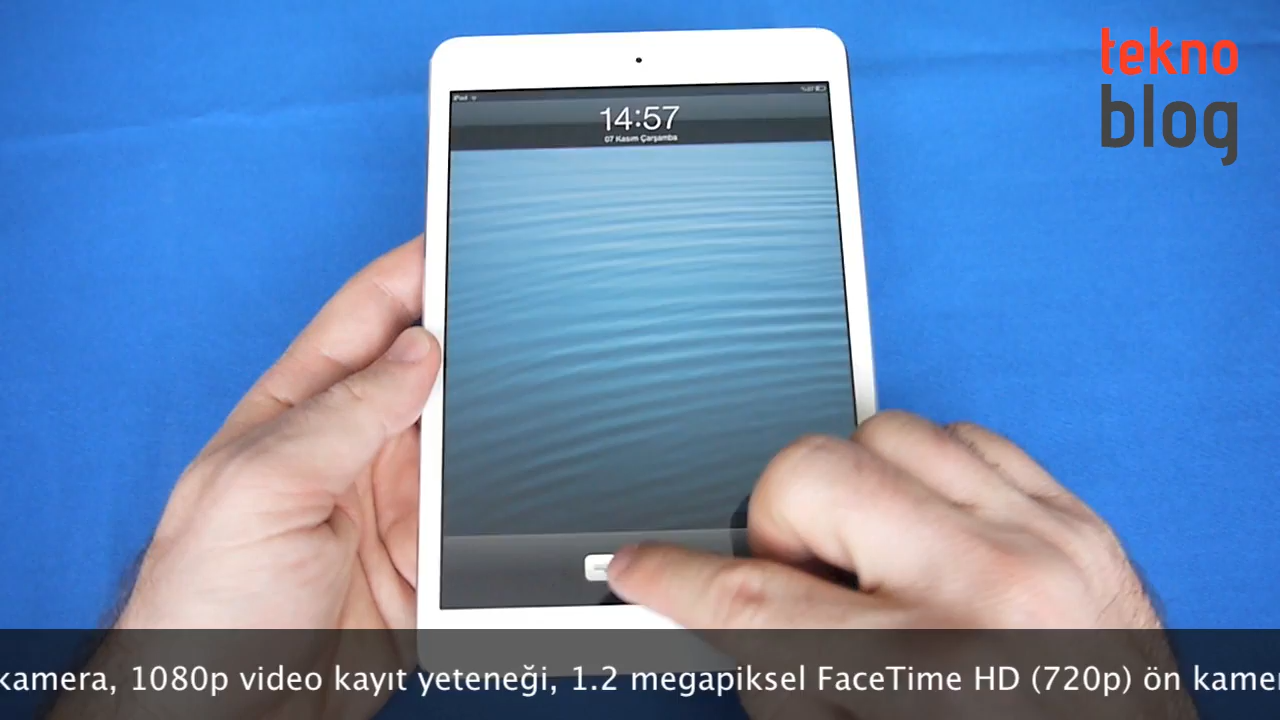 tekno
blog
iPad
14:57
07 Kasım Çarşamba
kamera, 1080p video kayıt yeteneği, 1.2 megapiksel FaceTime HD (720p) ön kamer